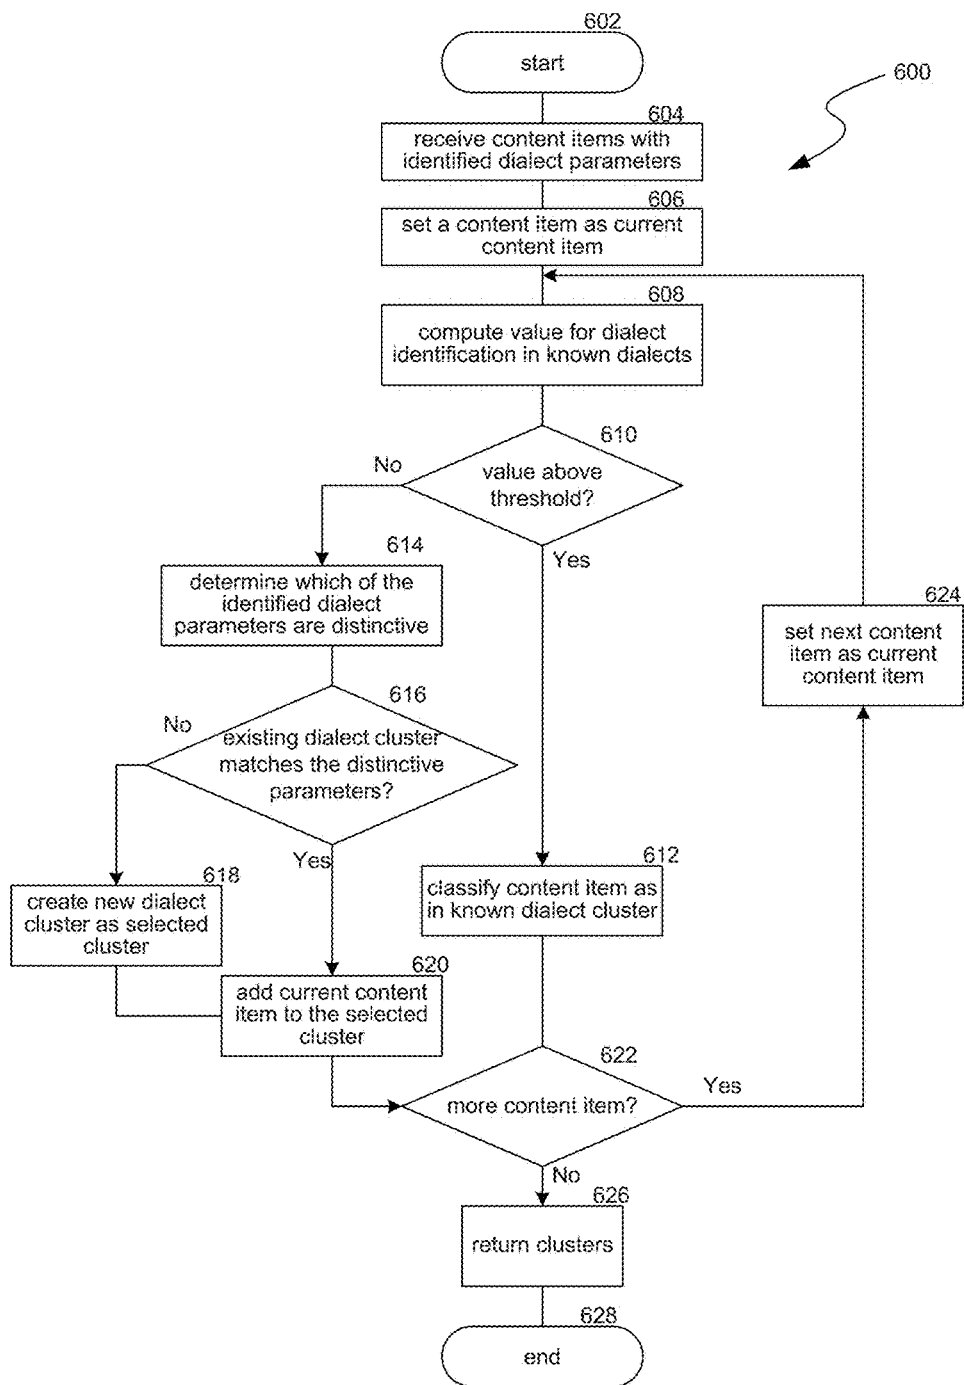 602
start
600
604
receive content items with
identified dialect parameters
606
set a content item as current
content item
608
compute value for dialect
identification in known dialects
610
No
value above
threshold?
Yes
614
determine which of the
identified dialect
parameters are distinctive
624
set next content
item as current
content item
616
No
existing dialect cluster
matches the distinctive
parameters?
Yes
612
classify content item as
in known dialect cluster
618
create new dialect
cluster as selected
cluster
620
add current content
item to the selected
cluster
622
Yes
more content item?
No
626
return clusters
628
end